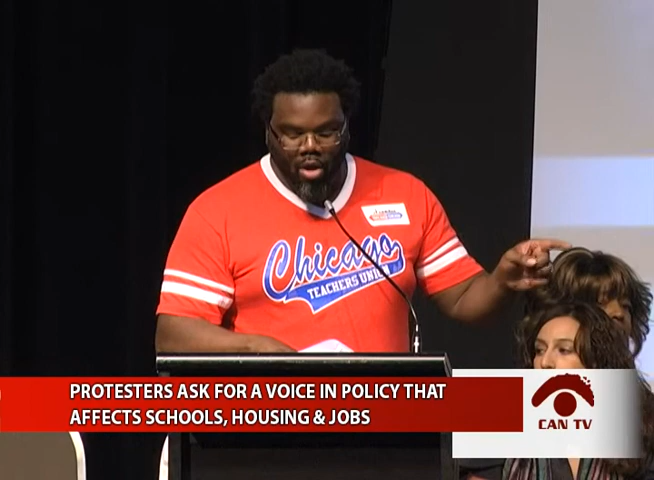 Chicago
TEACHERS UNION
PROTESTERS ASK FOR A VOICE IN POLICY THAT
AFFECTS SCHOOLS, HOUSING & JOBS
CAN TV